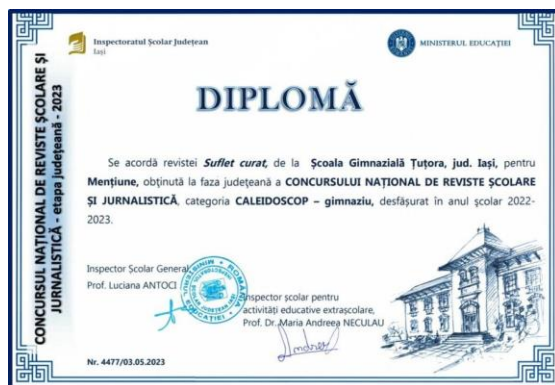 Inspectoratul Școlar Județean
Iași
MINISTERUL EDUCAȚIEI
CONCURSUL NAȚIONAL DE REVISTE ȘCOLARE ȘI
JURNALISTICĂ - etapa județeană - 2023
DIPLOMĂ
Se acordă revistei Suflet curat, de la Școala Gimnazială Țuțora, jud. Iași, pentru
Mențiune, obținută la faza județeană a CONCURSULUI NAȚIONAL DE REVISTE ȘCOLARE
ȘI JURNALISTICĂ, categoria CALEIDOSCOP – gimnaziu, desfășurat în anul școlar 2022-
2023.
Inspector Școlar General
Prof. Luciana ANTOCI
ROMÂNIA
Inspector școlar pentru
activități educative extrașcolare,
Prof. Dr. Maria Andreea NECULAU
Nr. 4477/03.05.2023